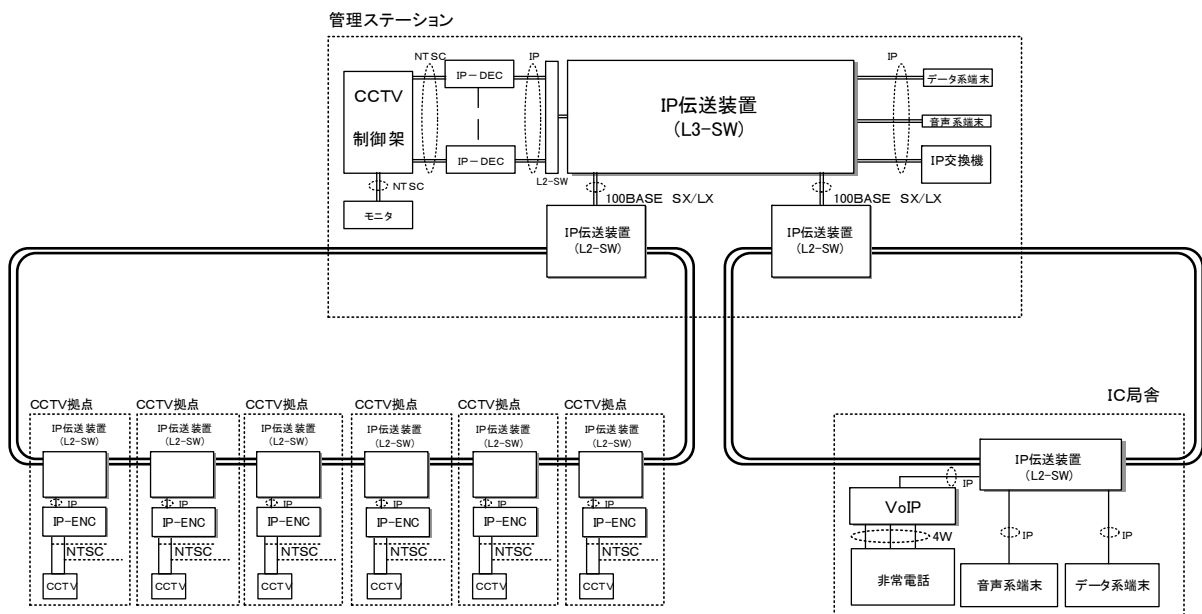 管理ステーション
NTSC
IP－DEC
IP
CCTV
制御架
IP－DEC
L2-SW
NTSC
モニタ
IP伝送装置
(L3-SW)
IP
データ系端末
音声系端末
IP交換機
100BASE SX/LX
100BASE SX/LX
IP伝送装置
(L2-SW)
IP伝送装置
(L2-SW)
CCTV拠点
IP伝送装置
(L2-SW)
IP
IP-ENC
NTSC
CCTV
CCTV拠点
IP伝送装置
(L2-SW)
IP
IP-ENC
NTSC
CCTV
CCTV拠点
IP伝送装置
(L2-SW)
IP
IP-ENC
NTSC
CCTV
CCTV拠点
IP伝送装置
(L2-SW)
IP
IP-ENC
NTSC
CCTV
CCTV拠点
IP伝送装置
(L2-SW)
IP
IP-ENC
NTSC
CCTV
CCTV拠点
IP伝送装置
(L2-SW)
IP
IP-ENC
NTSC
CCTV
IC局舎
IP伝送装置
(L2-SW)
IP
VoIP
4W
非常電話
IP
音声系端末
IP
データ系端末